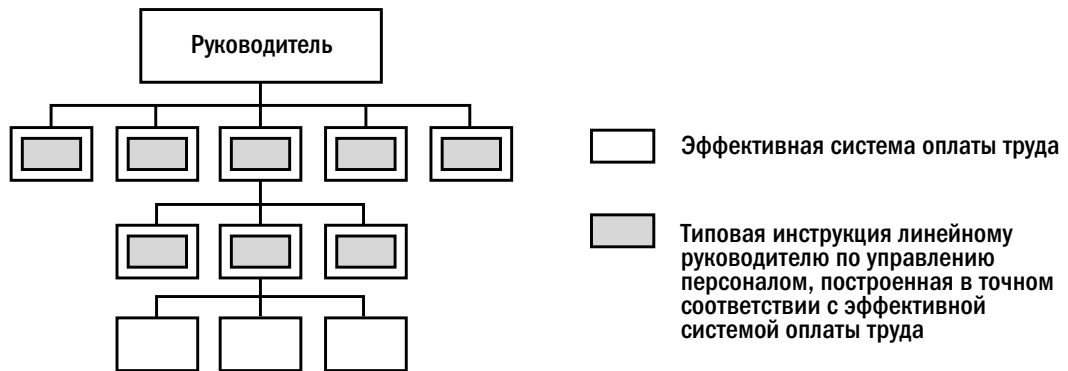 Руководитель
Эффективная система оплаты труда
Типовая инструкция линейному
руководителю по управлению
персоналом, построенная в точном
соответствии с эффективной
системой оплаты труда